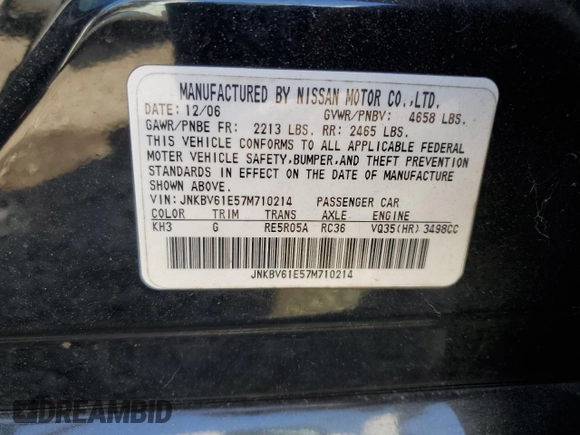 MANUFACTURED BY NISSAN MOTOR CO.,LTD.
DATE: 12/06 GVWR/PNBV: 4658 LBS.
GAWR/PNBE FR: 2213 LBS. RR: 2465 LBS.
THIS VEHICLE CONFORMS TO ALL APPLICABLE FEDERAL
MOTOR VEHICLE SAFETY,BUMPER,AND THEFT PREVENTION
STANDARDS IN EFFECT ON THE DATE OF MANUFACTURE
SHOWN ABOVE.
VIN: JNKBV61E57M710214 PASSENGER CAR
COLOR TRIM TRANS AXLE ENGINE
KH3 G RE5R05A RC36 VQ35(HR) 3498CC
JNKBV61E57M710214
DREAMBID